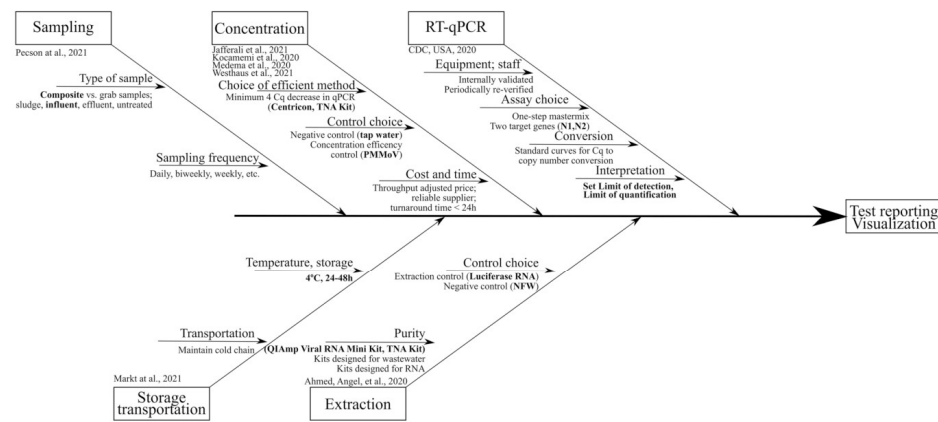 Sampling
Pecson at al., 2021
Type of sample
Composite vs. grab samples;
sludge, influent, effluent, untreated
Sampling frequency
Daily, biweekly, weekly, etc.
Concentration
Jafferali et al., 2021
Kocamemi et al., 2020
Medema et al., 2020
Westhaus et al., 2021
Choice of efficient method
Minimum 4 Cq decrease in qPCR
(Centricon, TNA Kit)
Control choice
Negative control (tap water)
Concentration efficency
control (PMMoV)
Cost and time
Throughput adjusted price;
reliable supplier;
turnaround time < 24h
RT-qPCR
CDC, USA, 2020
Equipment; staff
Internally validated
Periodically re-verified
Assay choice
One-step mastermix
Two target genes (N1,N2)
Conversion
Standard curves for Cq to
copy number conversion
Interpretation
Set Limit of detection,
Limit of quantification
Test reporting
Visualization
Temperature, storage
4°C, 24-48h
Transportation
Maintain cold chain
Markt at al., 2021
Storage
transportation
Control choice
Extraction control (Luciferase RNA)
Negative control (NFW)
Purity
(QIAmp Viral RNA Mini Kit, TNA Kit)
Kits designed for wastewater
Kits designed for RNA
Ahmed, Angel, et al., 2020
Extraction